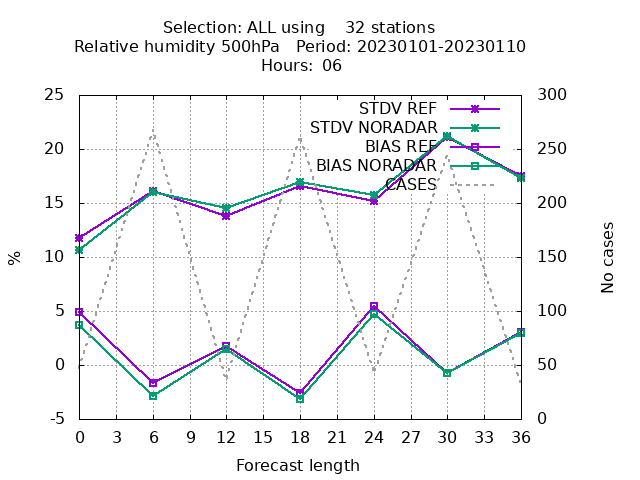 Selection: ALL using    32 stations
Relative humidity 500hPa   Period: 20230101-20230110
Hours:  06
25
20
15
10
5
0
-5
%
STDV REF
STDV NORADAR
BIAS REF
BIAS NORADAR
CASES
300
250
200
150
100
50
0
No cases
0 3 6 9 12 15 18 21 24 27 30 33 36
Forecast length